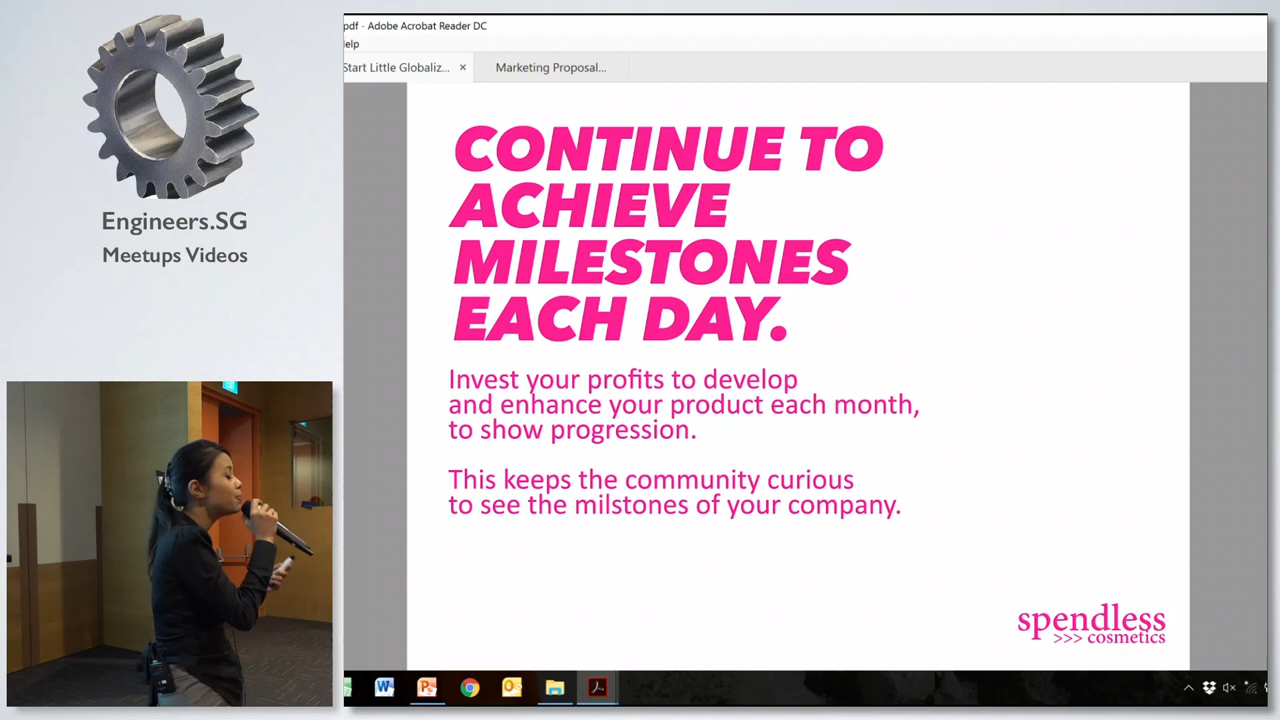 Engineers.SG
Meetups Videos
pdf - Adobe Acrobat Reader DC
elp
Start Little Globaliz...
Marketing Proposal...
CONTINUE TO
ACHIEVE
MILESTONES
EACH DAY.
Invest your profits to develop
and enhance your product each month,
to show progression.
This keeps the community curious
to see the milstones of your company.
spendless
>>> cosmetics